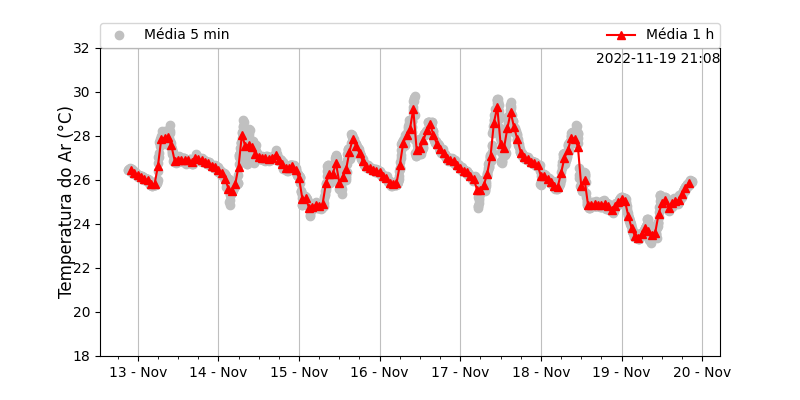 Média 5 min
Média 1 h
2022-11-19 21:08
Temperatura do Ar (°C)
32
30
28
26
24
22
20
18
13 - Nov
14 - Nov
15 - Nov
16 - Nov
17 - Nov
18 - Nov
19 - Nov
20 - Nov